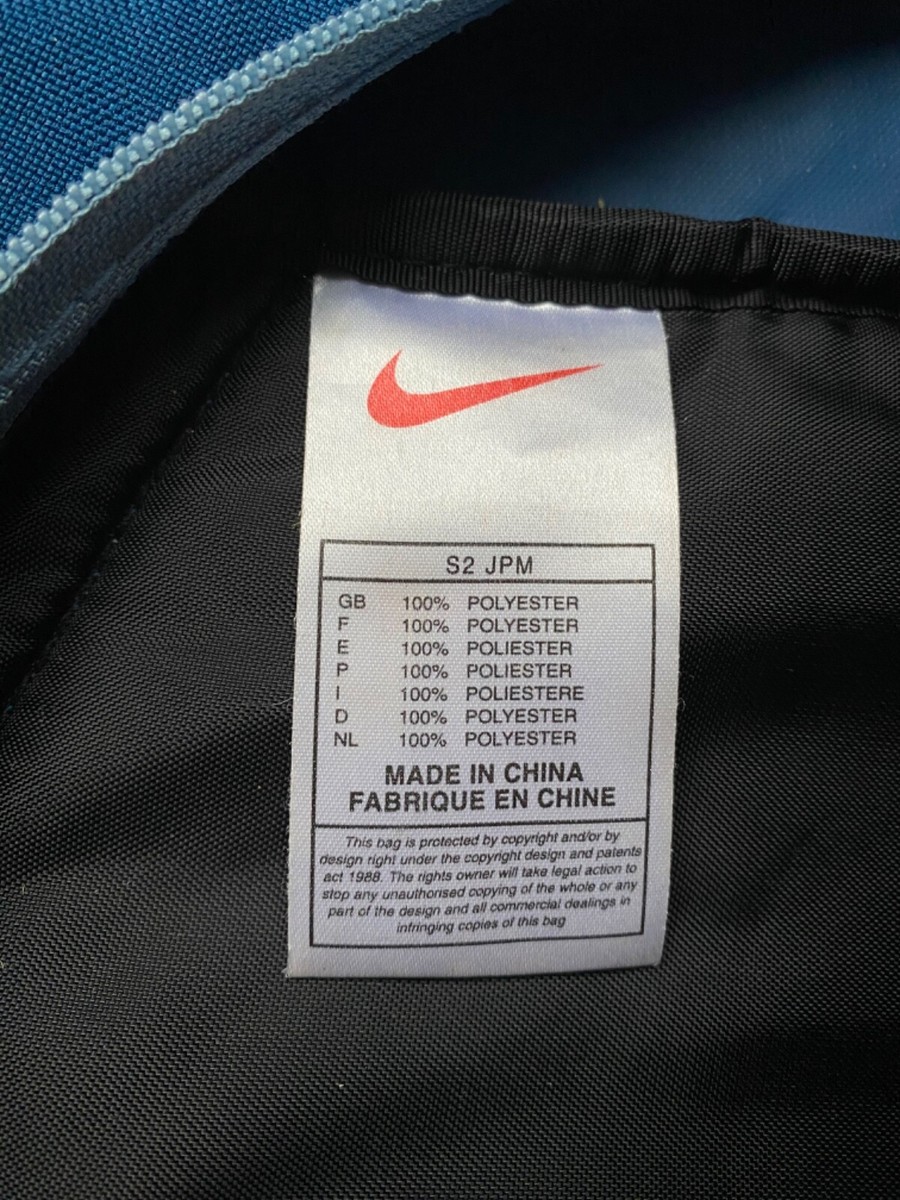 S2 JPM
GB 100% POLYESTER
F 100% POLYESTER
E 100% POLIESTER
P 100% POLIESTER
I 100% POLIESTERE
D 100% POLYESTER
NL 100% POLYESTER
MADE IN CHINA
FABRIQUE EN CHINE
This bag is protected by copyright and/or by
design right under the copyright design and patents
act 1988. The rights owner will take legal action to
stop any unauthorised copying of the whole or any
part of the design and all commercial dealings in
infringing copies of this bag